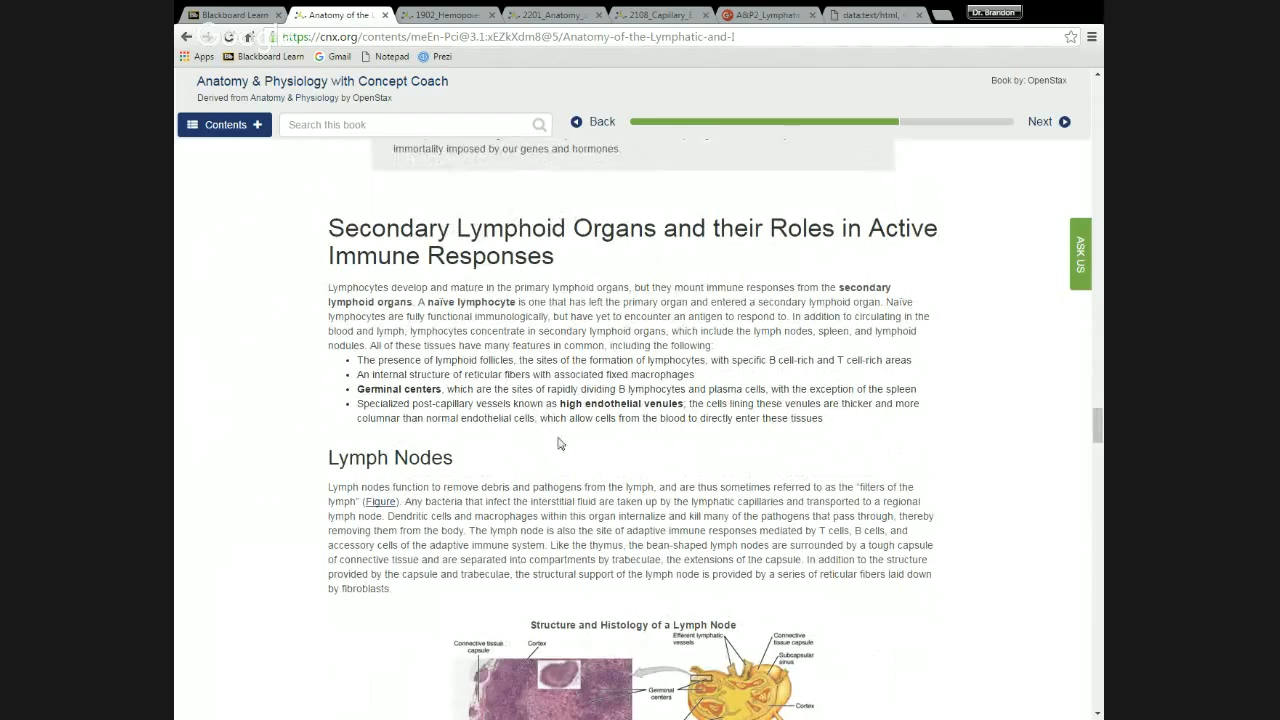 Blackboard Learn
Anatomy of the L
1902_Hemopoie
2201_Anatomy_
2108_Capillary_
A&P2_Lymphatic
data:text/html,
Dr. Brandon
https://cnx.org/contents/meEn-Pci@3.1:xEZkXdm8@5/Anatomy-of-the-Lymphatic-and-I
Apps Blackboard Learn Gmail Notepad Prezi
Anatomy & Physiology with Concept Coach
Book by: OpenStax
Derived from Anatomy & Physiology by OpenStax
Contents +
Search this book
Back
Next
immortality imposed by our genes and hormones.
Secondary Lymphoid Organs and their Roles in Active
Immune Responses
ASK US
Lymphocytes develop and mature in the primary lymphoid organs, but they mount immune responses from the secondary
lymphoid organs. A naïve lymphocyte is one that has left the primary organ and entered a secondary lymphoid organ. Naïve
lymphocytes are fully functional immunologically, but have yet to encounter an antigen to respond to. In addition to circulating in the
blood and lymph, lymphocytes concentrate in secondary lymphoid organs, which include the lymph nodes, spleen, and lymphoid
nodules. All of these tissues have many features in common, including the following:
• The presence of lymphoid follicles, the sites of the formation of lymphocytes, with specific B cell-rich and T cell-rich areas
• An internal structure of reticular fibers with associated fixed macrophages
• Germinal centers, which are the sites of rapidly dividing B lymphocytes and plasma cells, with the exception of the spleen
• Specialized post-capillary vessels known as high endothelial venules; the cells lining these venules are thicker and more
columnar than normal endothelial cells, which allow cells from the blood to directly enter these tissues
Lymph Nodes
Lymph nodes function to remove debris and pathogens from the lymph, and are thus sometimes referred to as the “filters of the
lymph” (Figure). Any bacteria that infect the interstitial fluid are taken up by the lymphatic capillaries and transported to a regional
lymph node. Dendritic cells and macrophages within this organ internalize and kill many of the pathogens that pass through, thereby
removing them from the body. The lymph node is also the site of adaptive immune responses mediated by T cells, B cells, and
accessory cells of the adaptive immune system. Like the thymus, the bean-shaped lymph nodes are surrounded by a tough capsule
of connective tissue and are separated into compartments by trabeculae, the extensions of the capsule. In addition to the structure
provided by the capsule and trabeculae, the structural support of the lymph node is provided by a series of reticular fibers laid down
by fibroblasts.
Structure and Histology of a Lymph Node
Connective tissue
capsule
Cortex
Efferent lymphatic
vessels
Connective
tissue capsule
Subcapsular
sinus
Germinal
centers
Cortex